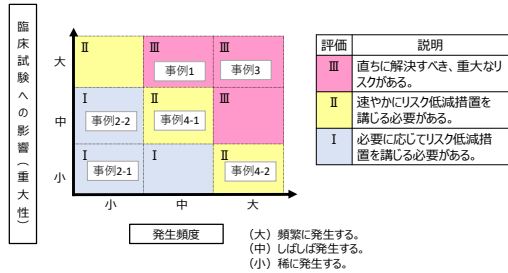 臨床試験への影響(重大性)
大
中
小
Ⅱ
Ⅲ
事例1
Ⅲ
事例3
Ⅰ
事例2-2
Ⅱ
事例4-1
Ⅲ
Ⅰ
事例2-1
Ⅰ
Ⅱ
事例4-2
小 中 大
発生頻度
(大)頻繁に発生する。
(中)しばしば発生する。
(小)稀に発生する。
評価 説明
Ⅲ 直ちに解決すべき、重大なリ
スクがある。
Ⅱ 速やかにリスク低減措置を
講じる必要がある。
Ⅰ 必要に応じてリスク低減措
置を講じる必要がある。